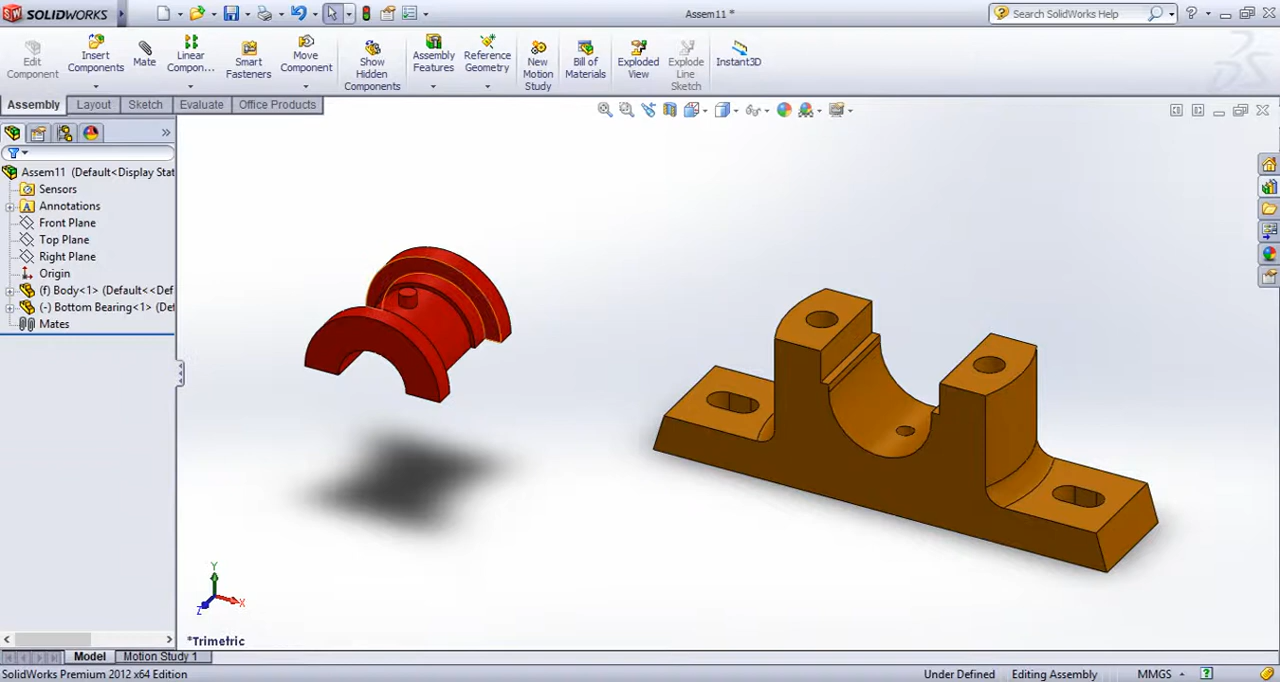 SOLIDWORKS
Assem11 *
Search SolidWorks Help
Edit Component
Insert Components
Mate
Linear Compon...
Smart Fasteners
Move Component
Show Hidden Components
Assembly Features
Reference Geometry
New Motion Study
Bill of Materials
Exploded View
Explode Line Sketch
Instant3D
Assembly Layout Sketch Evaluate Office Products
Assem11 (Default<Display Stat
Sensors
Annotations
Front Plane
Top Plane
Right Plane
Origin
(f) Body<1> (Default<<Def
(-) Bottom Bearing<1> (De
Mates
Y
X
Z
*Trimetric
Model Motion Study 1
SolidWorks Premium 2012 x64 Edition
Under Defined Editing Assembly MMGS